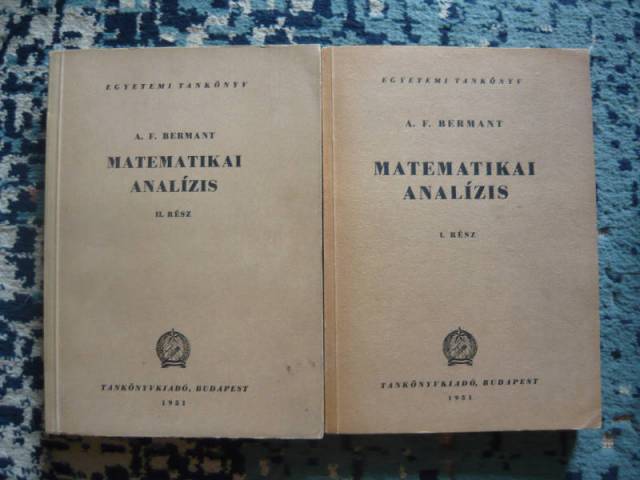 EGYETEMI TANKÖNYV
A. F. BERMANT
MATEMATIKAI
ANALÍZIS
II. RÉSZ
TANKÖNYVKIADÓ, BUDAPEST
1951
EGYETEMI TANKÖNYV
A. F. BERMANT
MATEMATIKAI
ANALÍZIS
I. RÉSZ
TANKÖNYVKIADÓ, BUDAPEST
1951